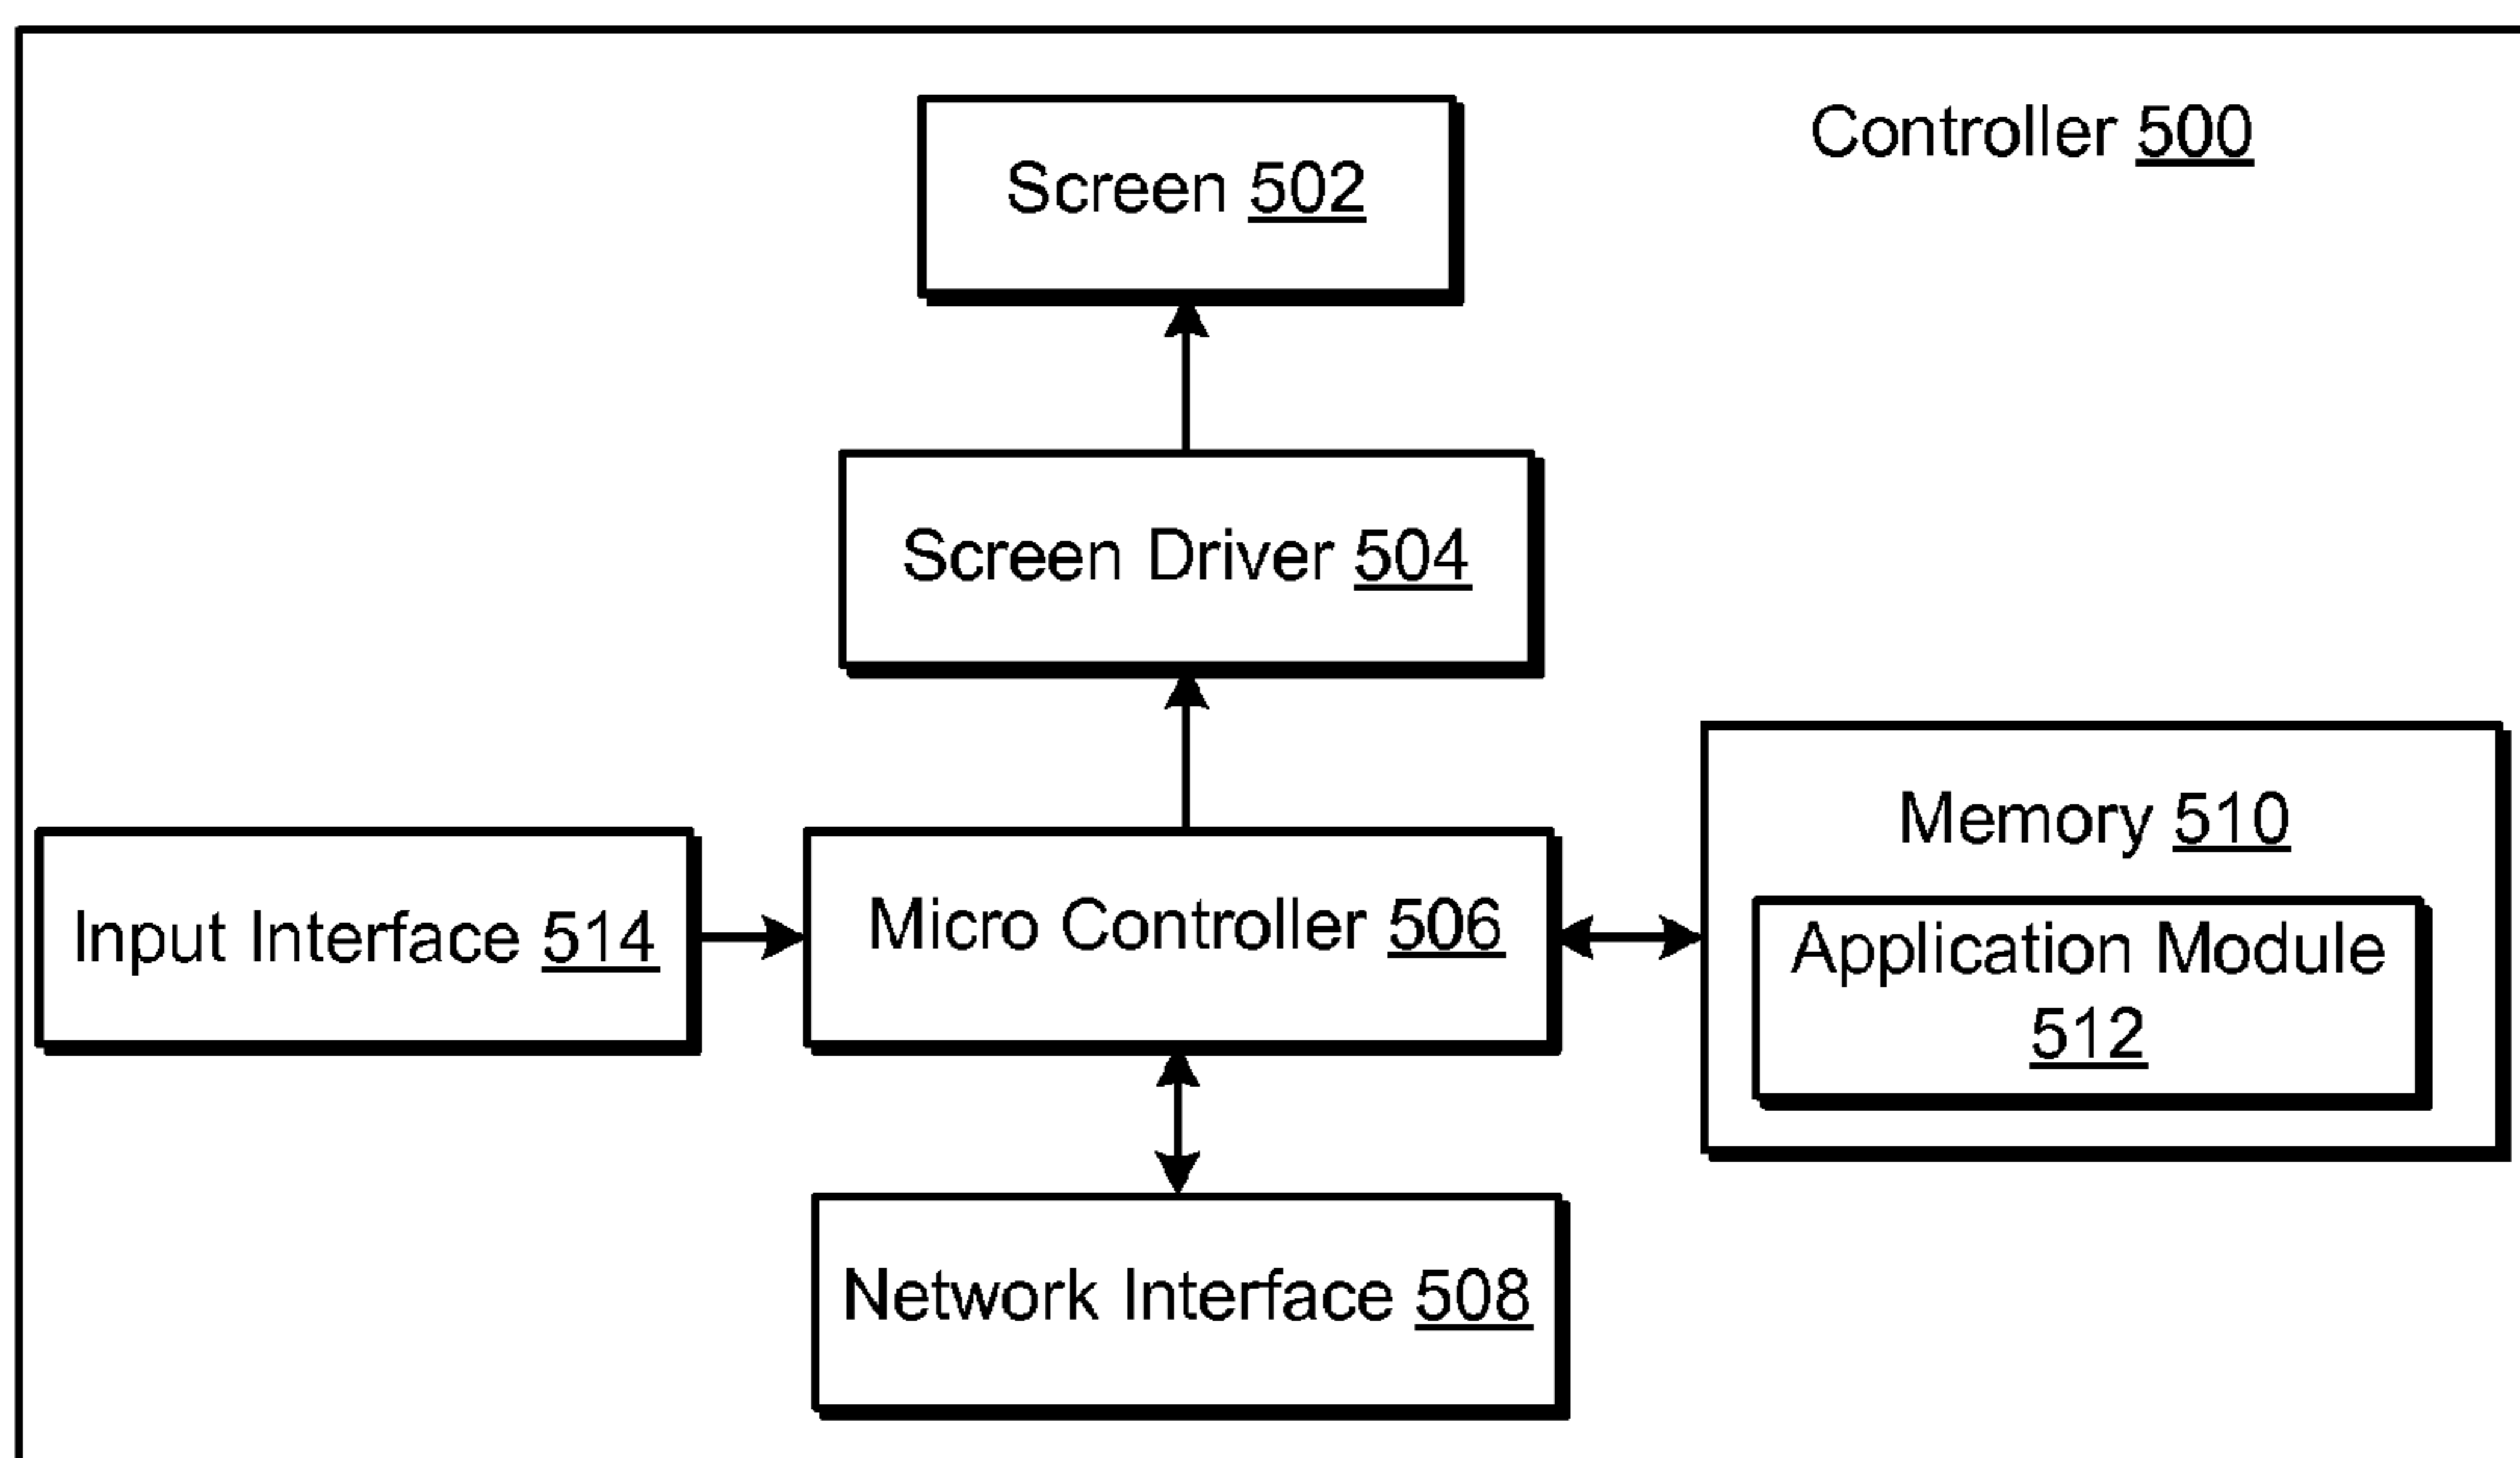 Controller 500
Screen 502
Screen Driver 504
Memory 510
Input Interface 514
Micro Controller 506
Application Module
512
Network Interface 508